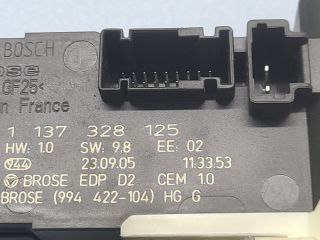 BOSCH
ose
GF25<
n France
1 137 328 125
HW: 1.0 SW: 9.8 EE: 02
944 23.09.05 11:33.53
BROSE EDP D2 CEM 1.0
BROSE (994 422-104) HG G